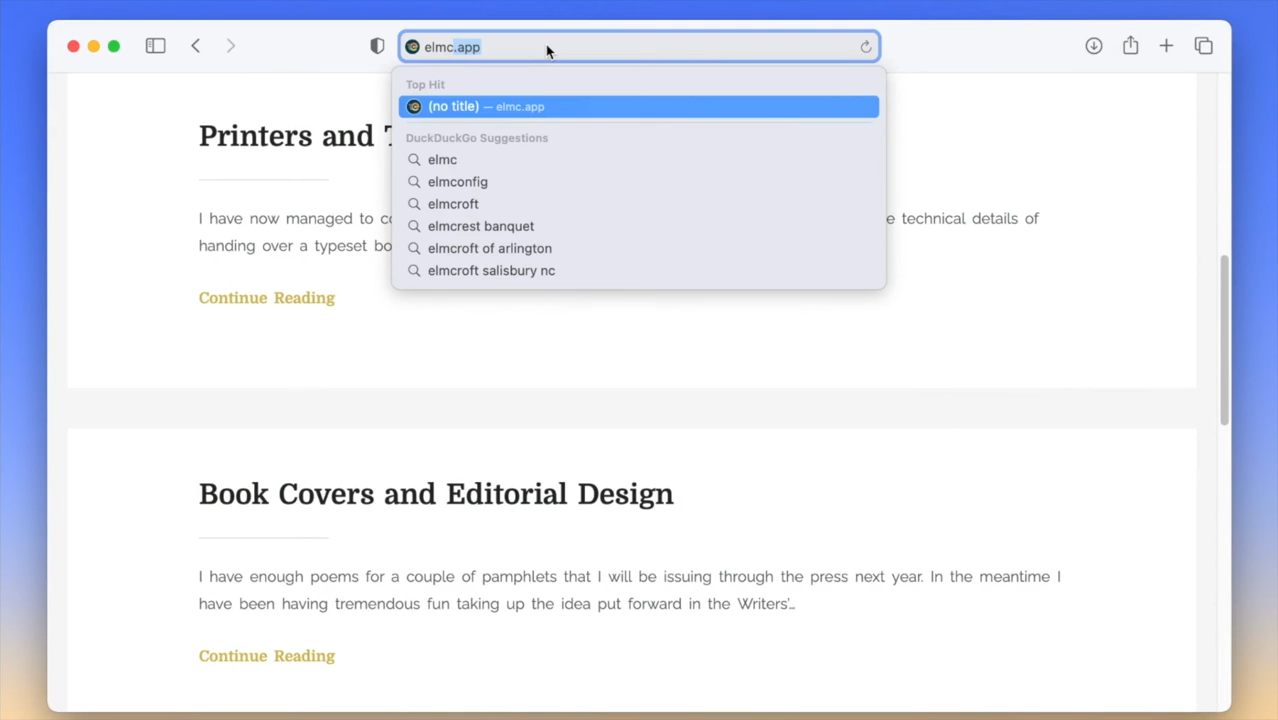 elmc.app
Top Hit
(no title) — elmc.app
DuckDuckGo Suggestions
elmc
elmconfig
elmcroft
elmcrest banquet
elmcroft of arlington
elmcroft salisbury nc
Printers and
I have now managed to
e technical details of
handing over a typeset
Continue Reading
Book Covers and Editorial Design
I have enough poems for a couple of pamphlets that I will be issuing through the press next year. In the meantime I
have been having tremendous fun taking up the idea put forward in the Writers'...
Continue Reading